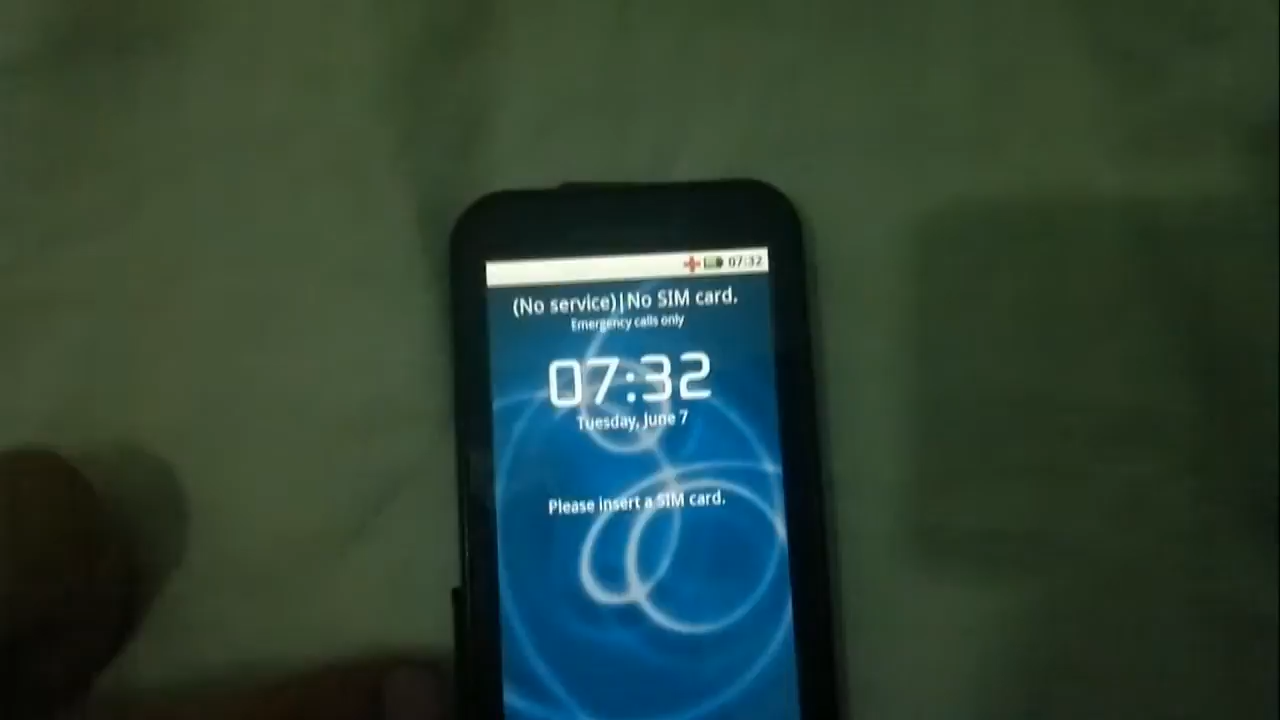 07:32
(No service)|No SIM card.
Emergency calls only
07:32
Tuesday, June 7
Please insert a SIM card.